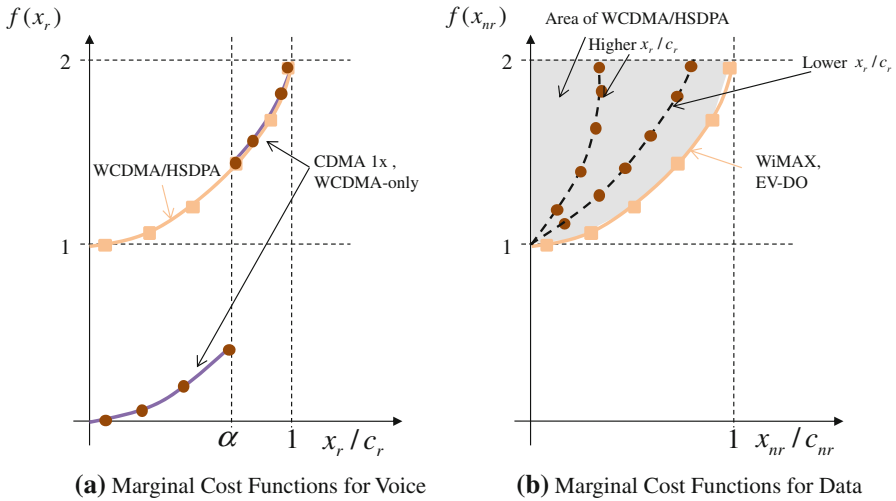 f(x_r)
2
WCDMA/HSDPA
CDMA 1x ,
WCDMA-only
1
α
1
x_r / c_r
(a) Marginal Cost Functions for Voice
f(x_nr)
Area of WCDMA/HSDPA
Higher x_r / c_r
2
Lower x_r / c_r
WiMAX,
EV-DO
1
1
x_nr / c_nr
(b) Marginal Cost Functions for Data